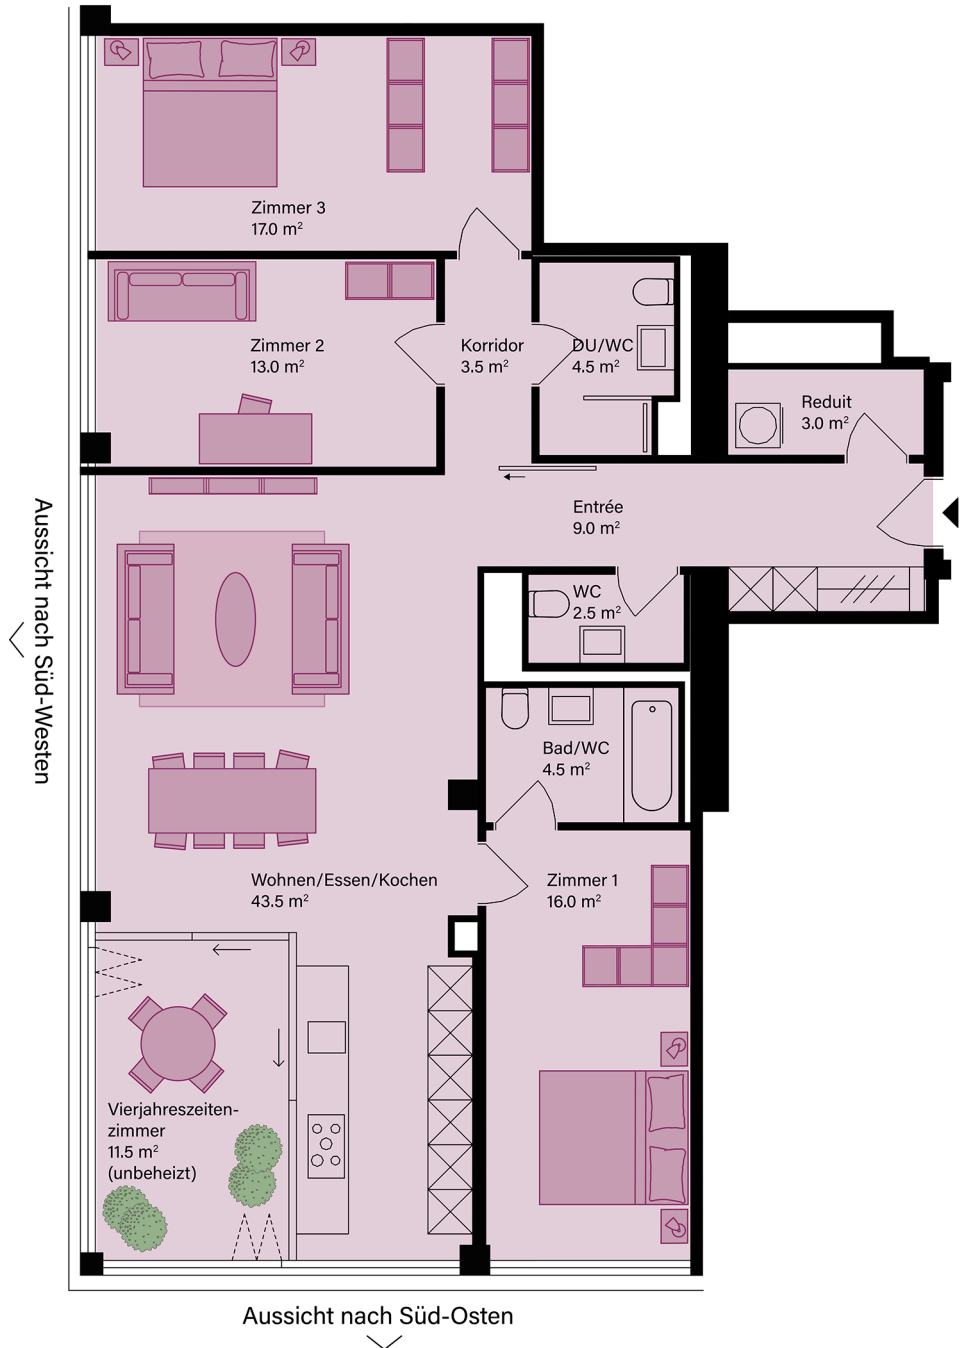 Zimmer 3
17.0 m²
Zimmer 2
13.0 m²
Korridor
3.5 m²
DU/WC
4.5 m²
Reduit
3.0 m²
Entrée
9.0 m²
WC
2.5 m²
Bad/WC
4.5 m²
Wohnen/Essen/Kochen
43.5 m²
Zimmer 1
16.0 m²
Vierjahreszeiten-
zimmer
11.5 m²
(unbeheizt)
Aussicht nach Süd-Westen
Aussicht nach Süd-Osten